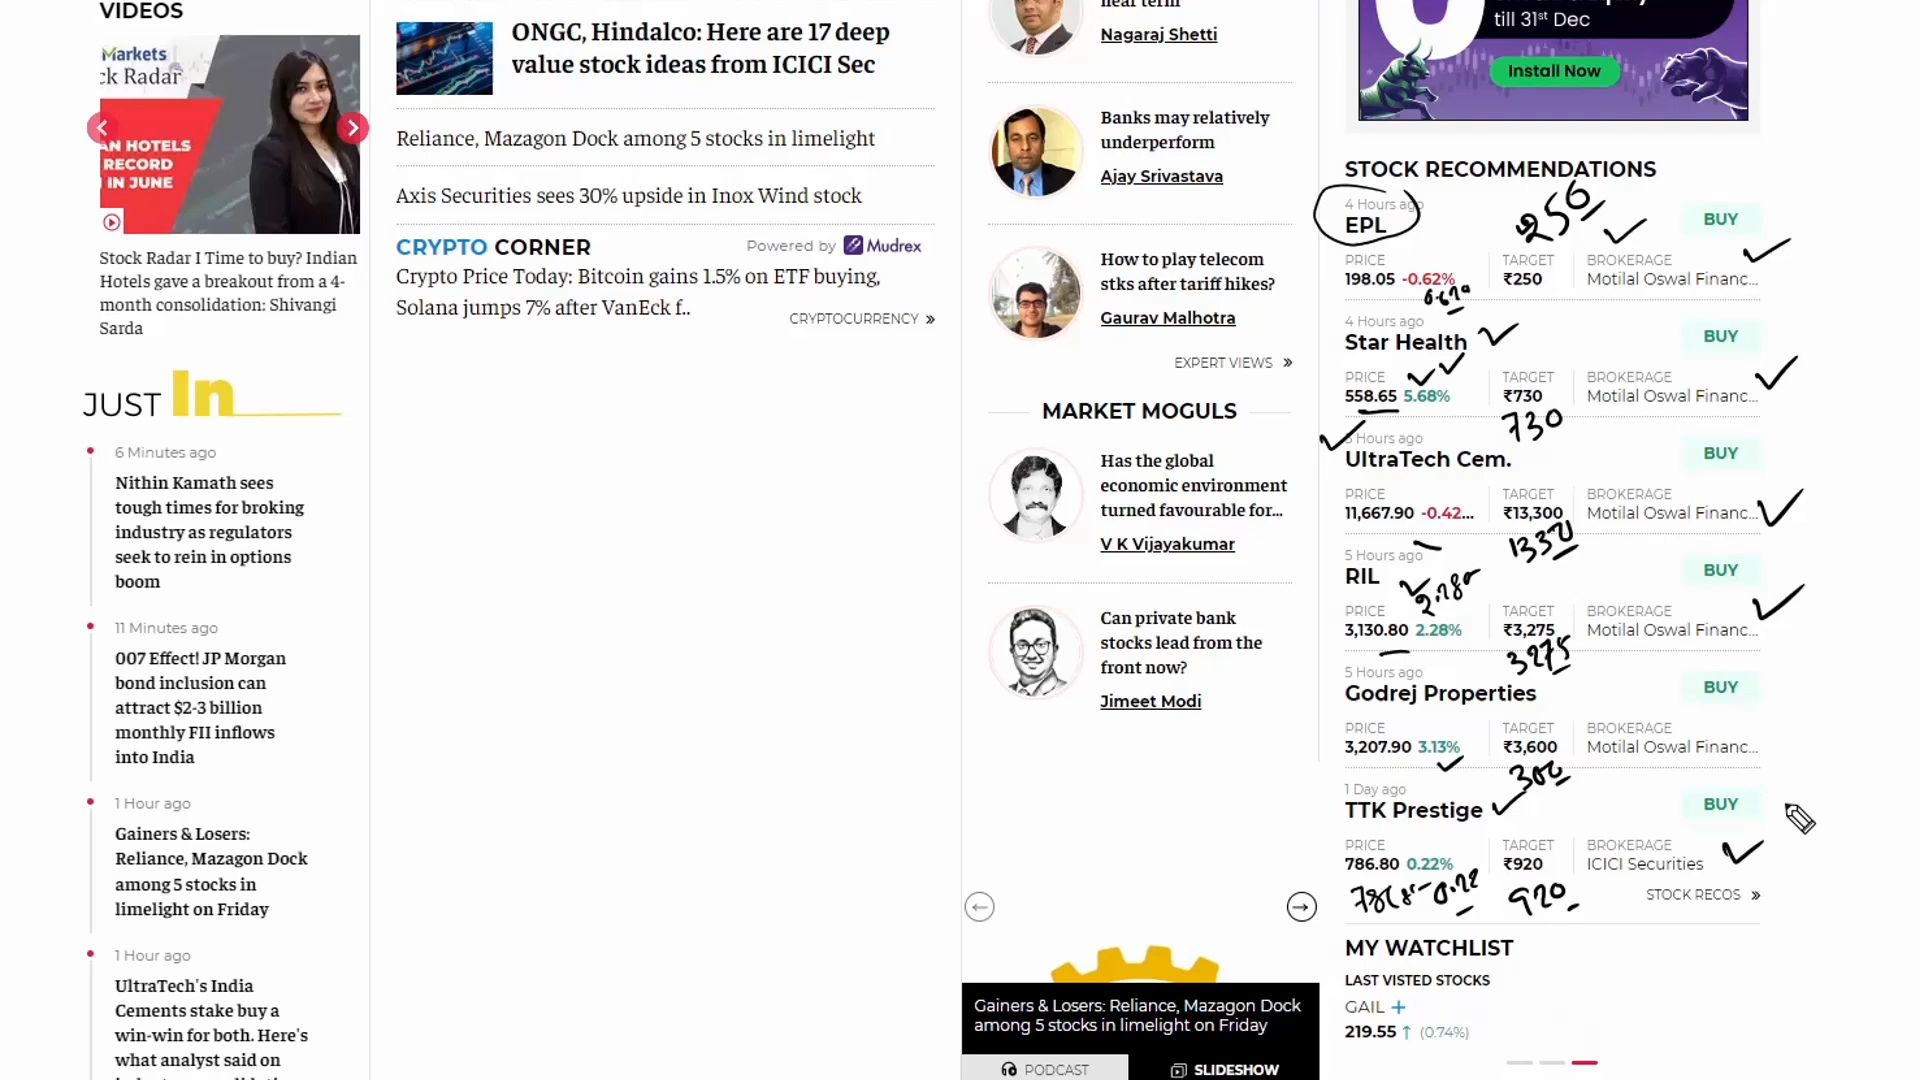 VIDEOS
Markets
ck Radar
AN HOTELS
RECORD
IN JUNE
Stock Radar I Time to buy? Indian
Hotels gave a breakout from a 4-
month consolidation: Shivangi
Sarda
JUST In
6 Minutes ago
Nithin Kamath sees
tough times for broking
industry as regulators
seek to rein in options
boom
11 Minutes ago
007 Effect! JP Morgan
bond inclusion can
attract $2-3 billion
monthly FII inflows
into India
1 Hour ago
Gainers & Losers:
Reliance, Mazagon Dock
among 5 stocks in
limelight on Friday
1 Hour ago
UltraTech's India
Cements stake buy a
win-win for both. Here's
what analyst said on
ONGC, Hindalco: Here are 17 deep
value stock ideas from ICICI Sec
Reliance, Mazagon Dock among 5 stocks in limelight
Axis Securities sees 30% upside in Inox Wind stock
CRYPTO CORNER
Powered by Mudrex
Crypto Price Today: Bitcoin gains 1.5% on ETF buying,
Solana jumps 7% after VanEck f..
CRYPTOCURRENCY »
near term
Nagaraj Shetti
Banks may relatively
underperform
Ajay Srivastava
How to play telecom
stks after tariff hikes?
Gaurav Malhotra
EXPERT VIEWS »
MARKET MOGULS
Has the global
economic environment
turned favourable for...
V K Vijayakumar
Can private bank
stocks lead from the
front now?
Jimeet Modi
Gainers & Losers: Reliance, Mazagon Dock
among 5 stocks in limelight on Friday
PODCAST
SLIDESHOW
till 31st Dec
Install Now
STOCK RECOMMENDATIONS
4 Hours ago
EPL
250
BUY
PRICE TARGET BROKERAGE
198.05 -0.62% ₹250 Motilal Oswal Financ...
4 Hours ago
Star Health
BUY
PRICE TARGET BROKERAGE
558.65 5.68% ₹730 Motilal Oswal Financ...
730
5 Hours ago
UltraTech Cem.
BUY
PRICE TARGET BROKERAGE
11,667.90 -0.42... ₹13,300 Motilal Oswal Financ...
5 Hours ago
RIL
BUY
PRICE TARGET BROKERAGE
3,130.80 2.28% ₹3,275 Motilal Oswal Financ...
3275
5 Hours ago
Godrej Properties
BUY
PRICE TARGET BROKERAGE
3,207.90 3.13% ₹3,600 Motilal Oswal Financ...
300
1 Day ago
TTK Prestige
BUY
PRICE TARGET BROKERAGE
786.80 0.22% ₹920 ICICI Securities
920
STOCK RECOS »
MY WATCHLIST
LAST VISTED STOCKS
GAIL +
219.55 ↑ (0.74%)